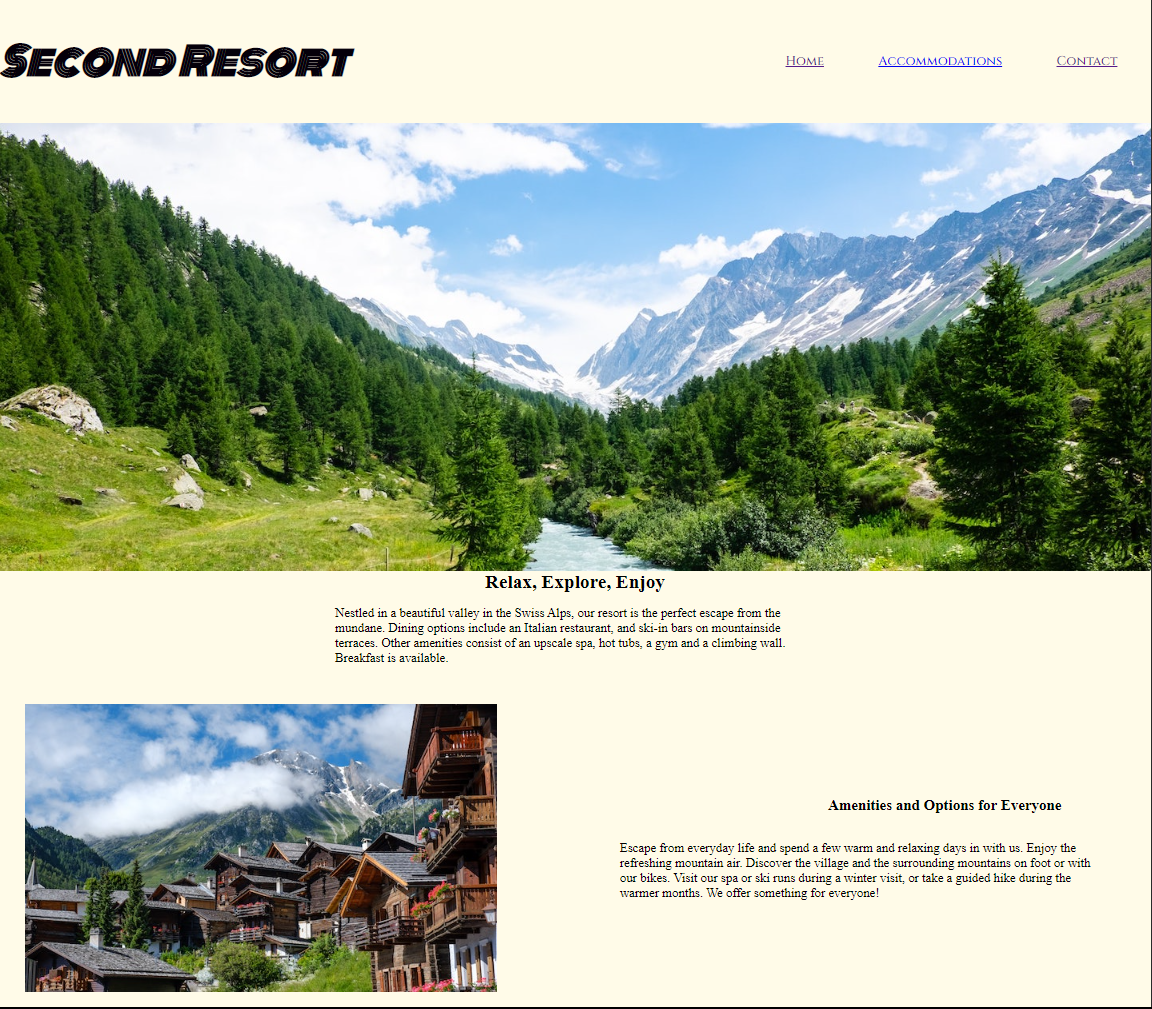 Second Resort
Home Accommodations Contact
Relax, Explore, Enjoy
Nestled in a beautiful valley in the Swiss Alps, our resort is the perfect escape from the
mundane. Dining options include an Italian restaurant, and ski-in bars on mountainside
terraces. Other amenities consist of an upscale spa, hot tubs, a gym and a climbing wall.
Breakfast is available.
Amenities and Options for Everyone
Escape from everyday life and spend a few warm and relaxing days in with us. Enjoy the
refreshing mountain air. Discover the village and the surrounding mountains on foot or with
our bikes. Visit our spa or ski runs during a winter visit, or take a guided hike during the
warmer months. We offer something for everyone!